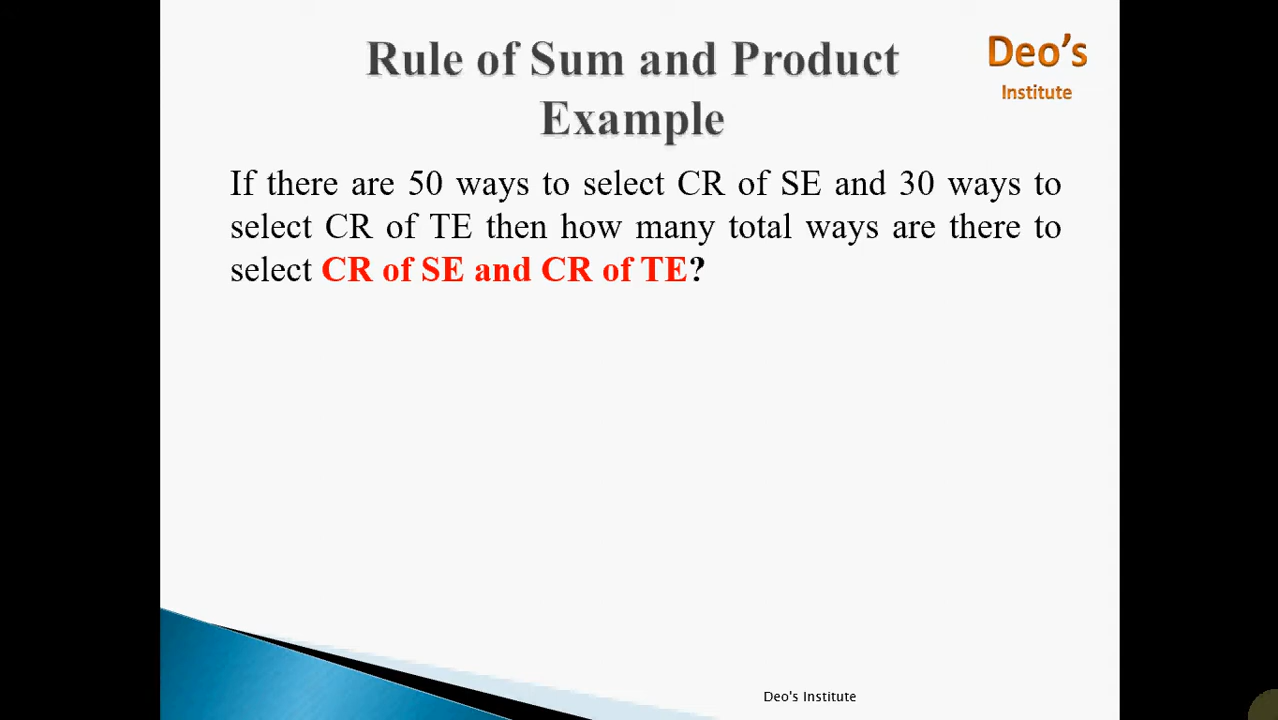 Rule of Sum and Product
Example
Deo's
Institute
If there are 50 ways to select CR of SE and 30 ways to
select CR of TE then how many total ways are there to
select CR of SE and CR of TE?
Deo's Institute